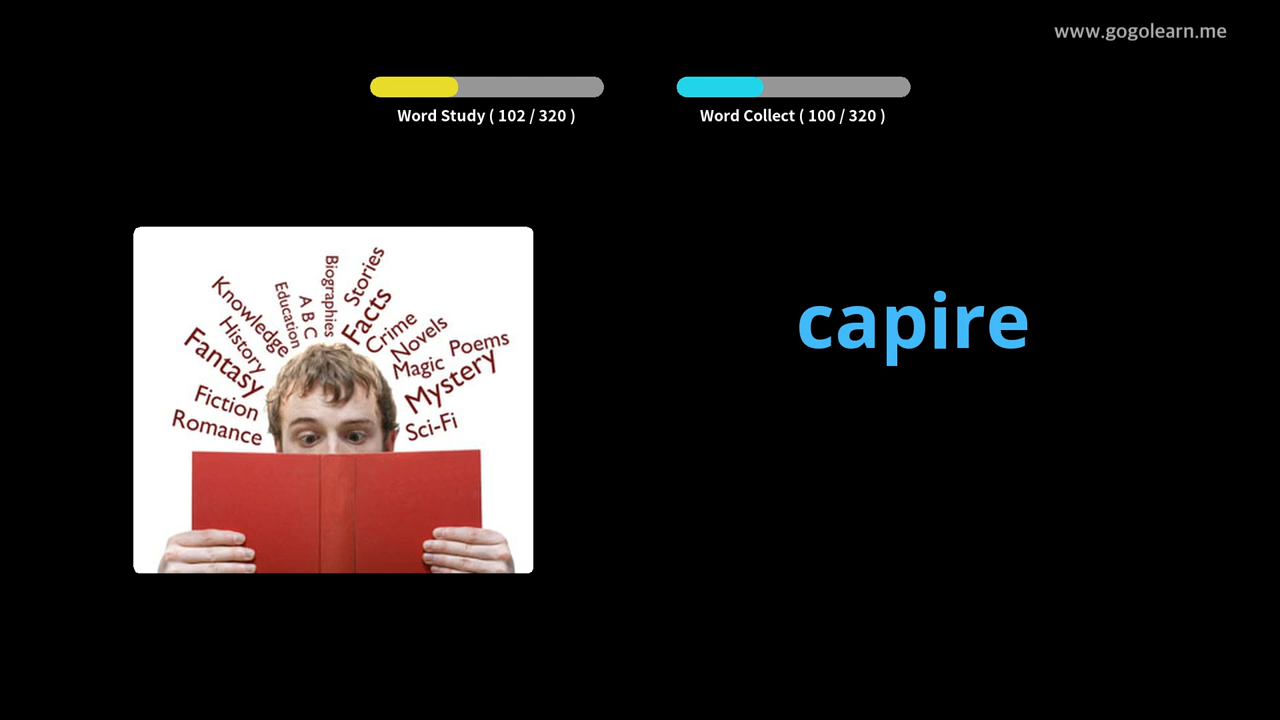 www.gogolearn.me
Word Study ( 102 / 320 )
Word Collect ( 100 / 320 )
capire
Biographies
Stories
Education
A B C
Facts
Knowledge
Crime
History
Novels
Poems
Fantasy
Magic
Mystery
Fiction
Romance
Sci-Fi